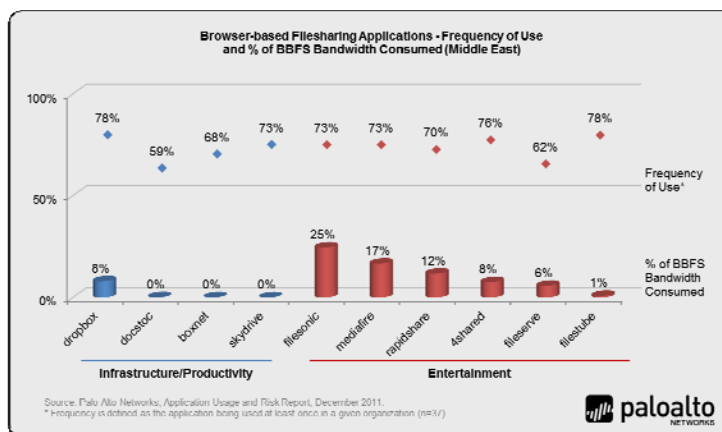 Browser-based Filesharing Applications - Frequency of Use
and % of BBFS Bandwidth Consumed (Middle East)
100%
50%
0%
78%
59%
68%
73%
73%
73%
70%
76%
62%
78%
Frequency
of Use*
8%
0%
0%
0%
25%
17%
12%
8%
6%
1%
% of BBFS
Bandwidth
Consumed
dropbox
docstoc
boxnet
skydrive
filesonic
mediafire
rapidshare
4shared
fileserve
filestube
Infrastructure/Productivity
Entertainment
Source: Palo Alto Networks, Application Usage and Risk Report, December 2011.
* Frequency is defined as the application being used at least once in a given organization (n=37)
paloalto
NETWORKS